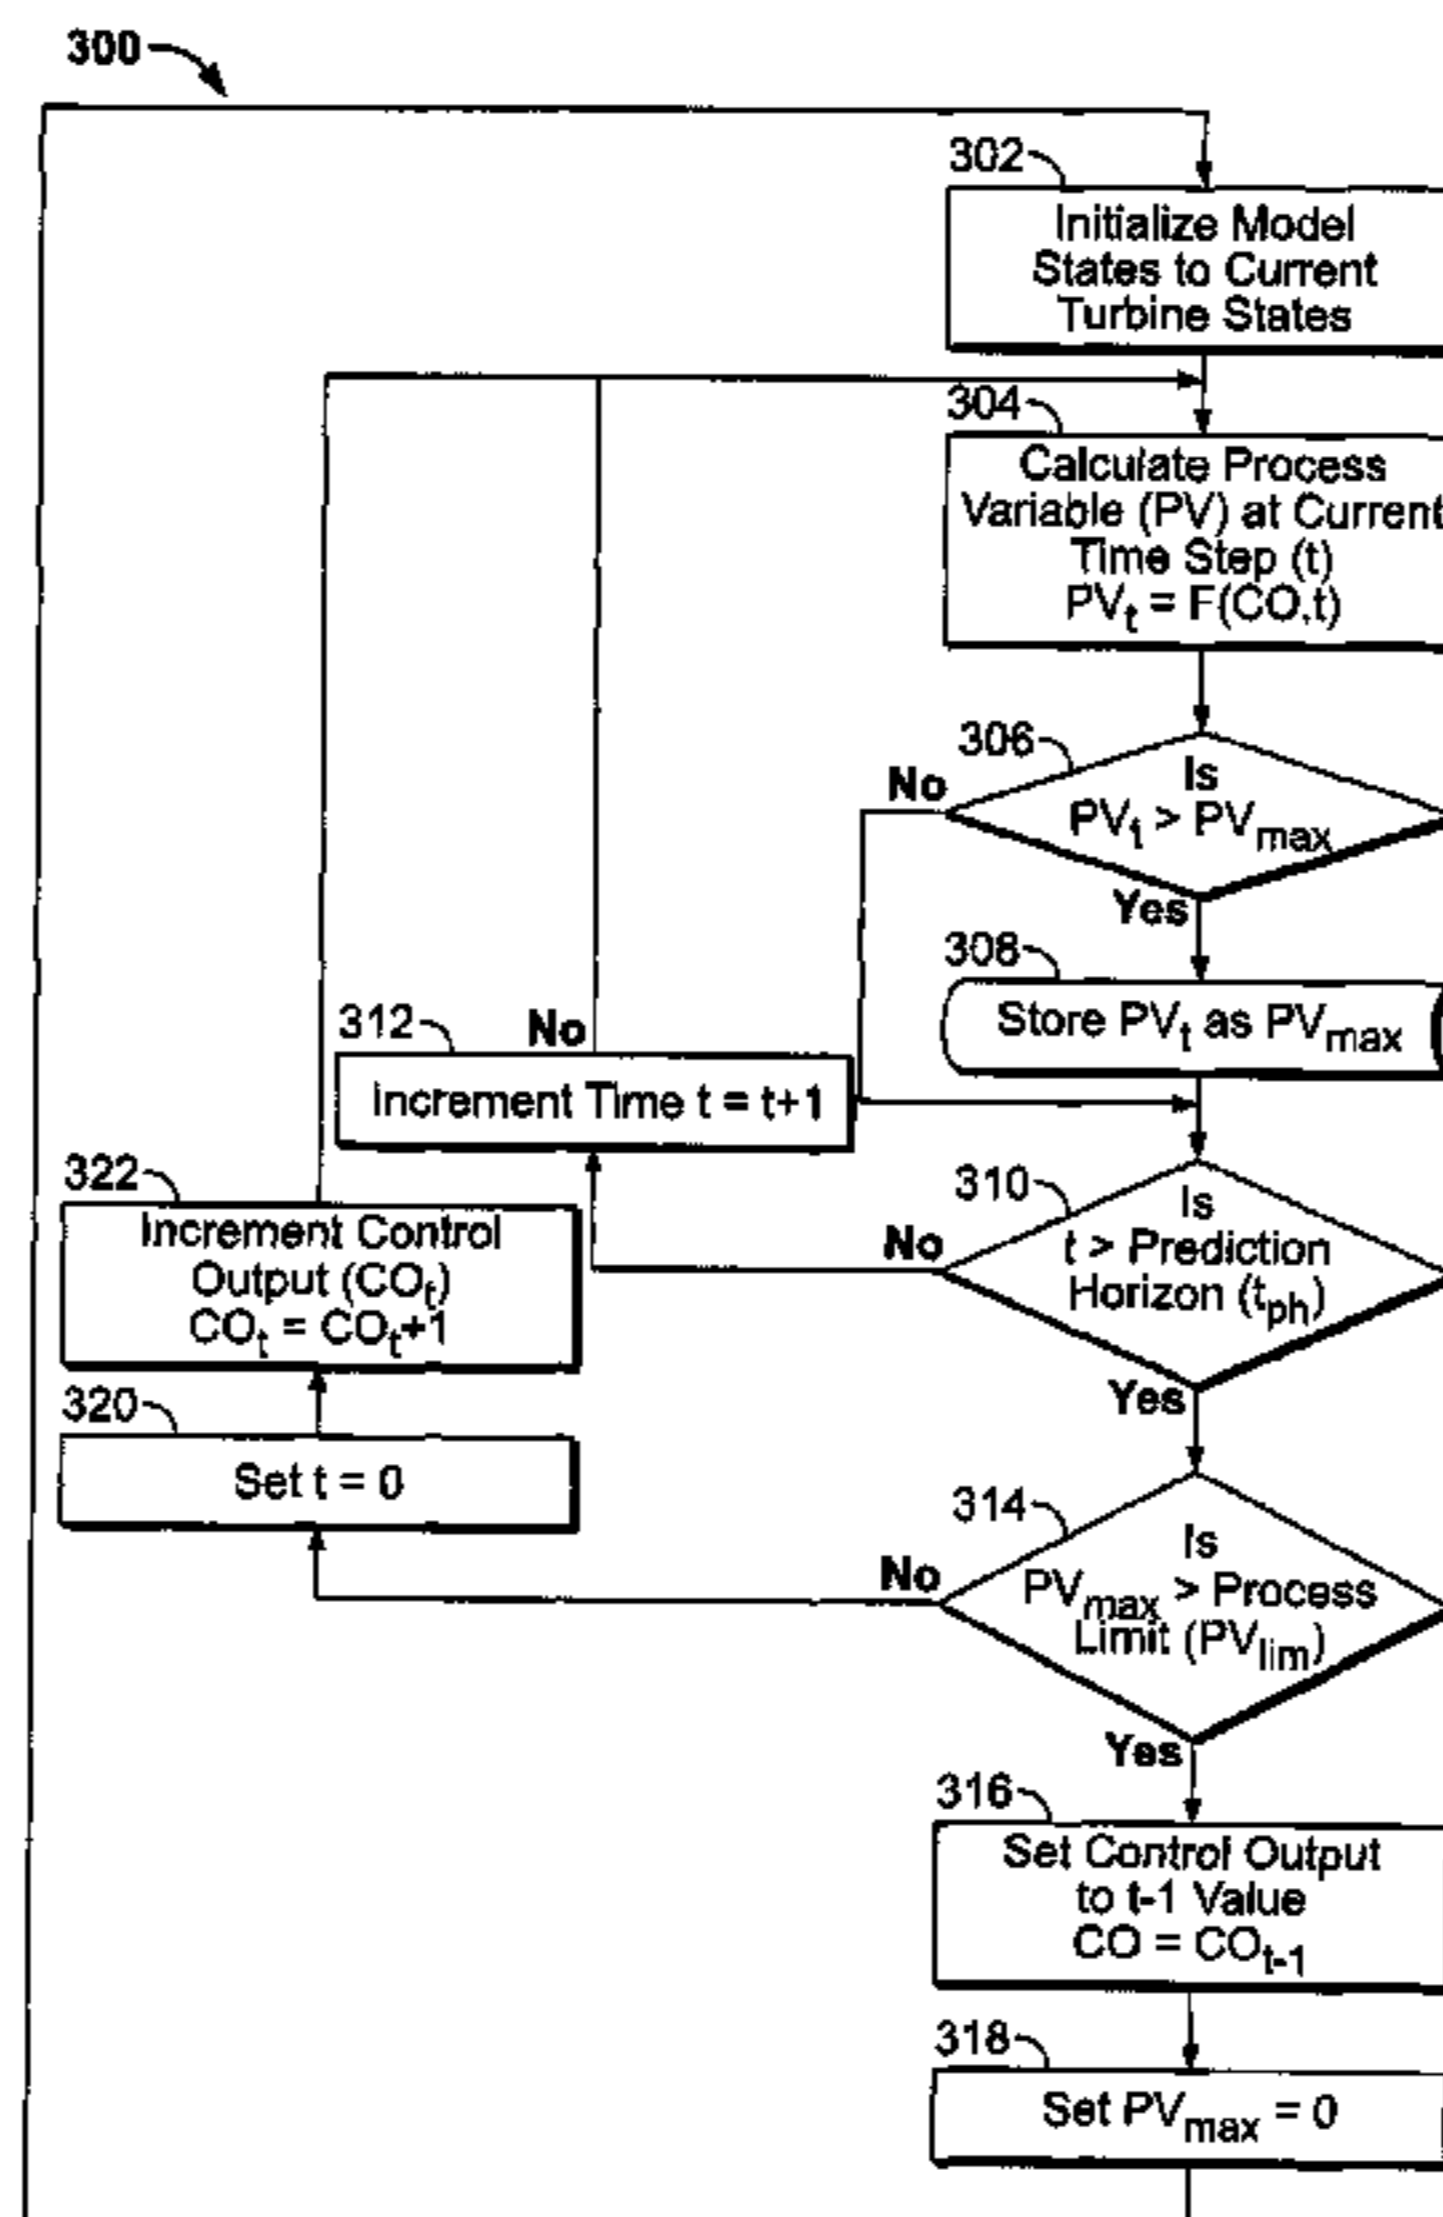 300
302
Initialize Model
States to Current
Turbine States
304
Calculate Process
Variable (PV) at Current
Time Step (t)
PVt = F(CO,t)
306
No
Is
PVt > PVmax
Yes
308
Store PVt as PVmax
312
No
Increment Time t = t+1
322
Increment Control
Output (COt)
COt = COt+1
310
No
Is
t > Prediction
Horizon (tph)
Yes
320
Set t = 0
314
No
Is
PVmax > Process
Limit (PVlim)
Yes
316
Set Control Output
to t-1 Value
CO = COt-1
318
Set PVmax = 0